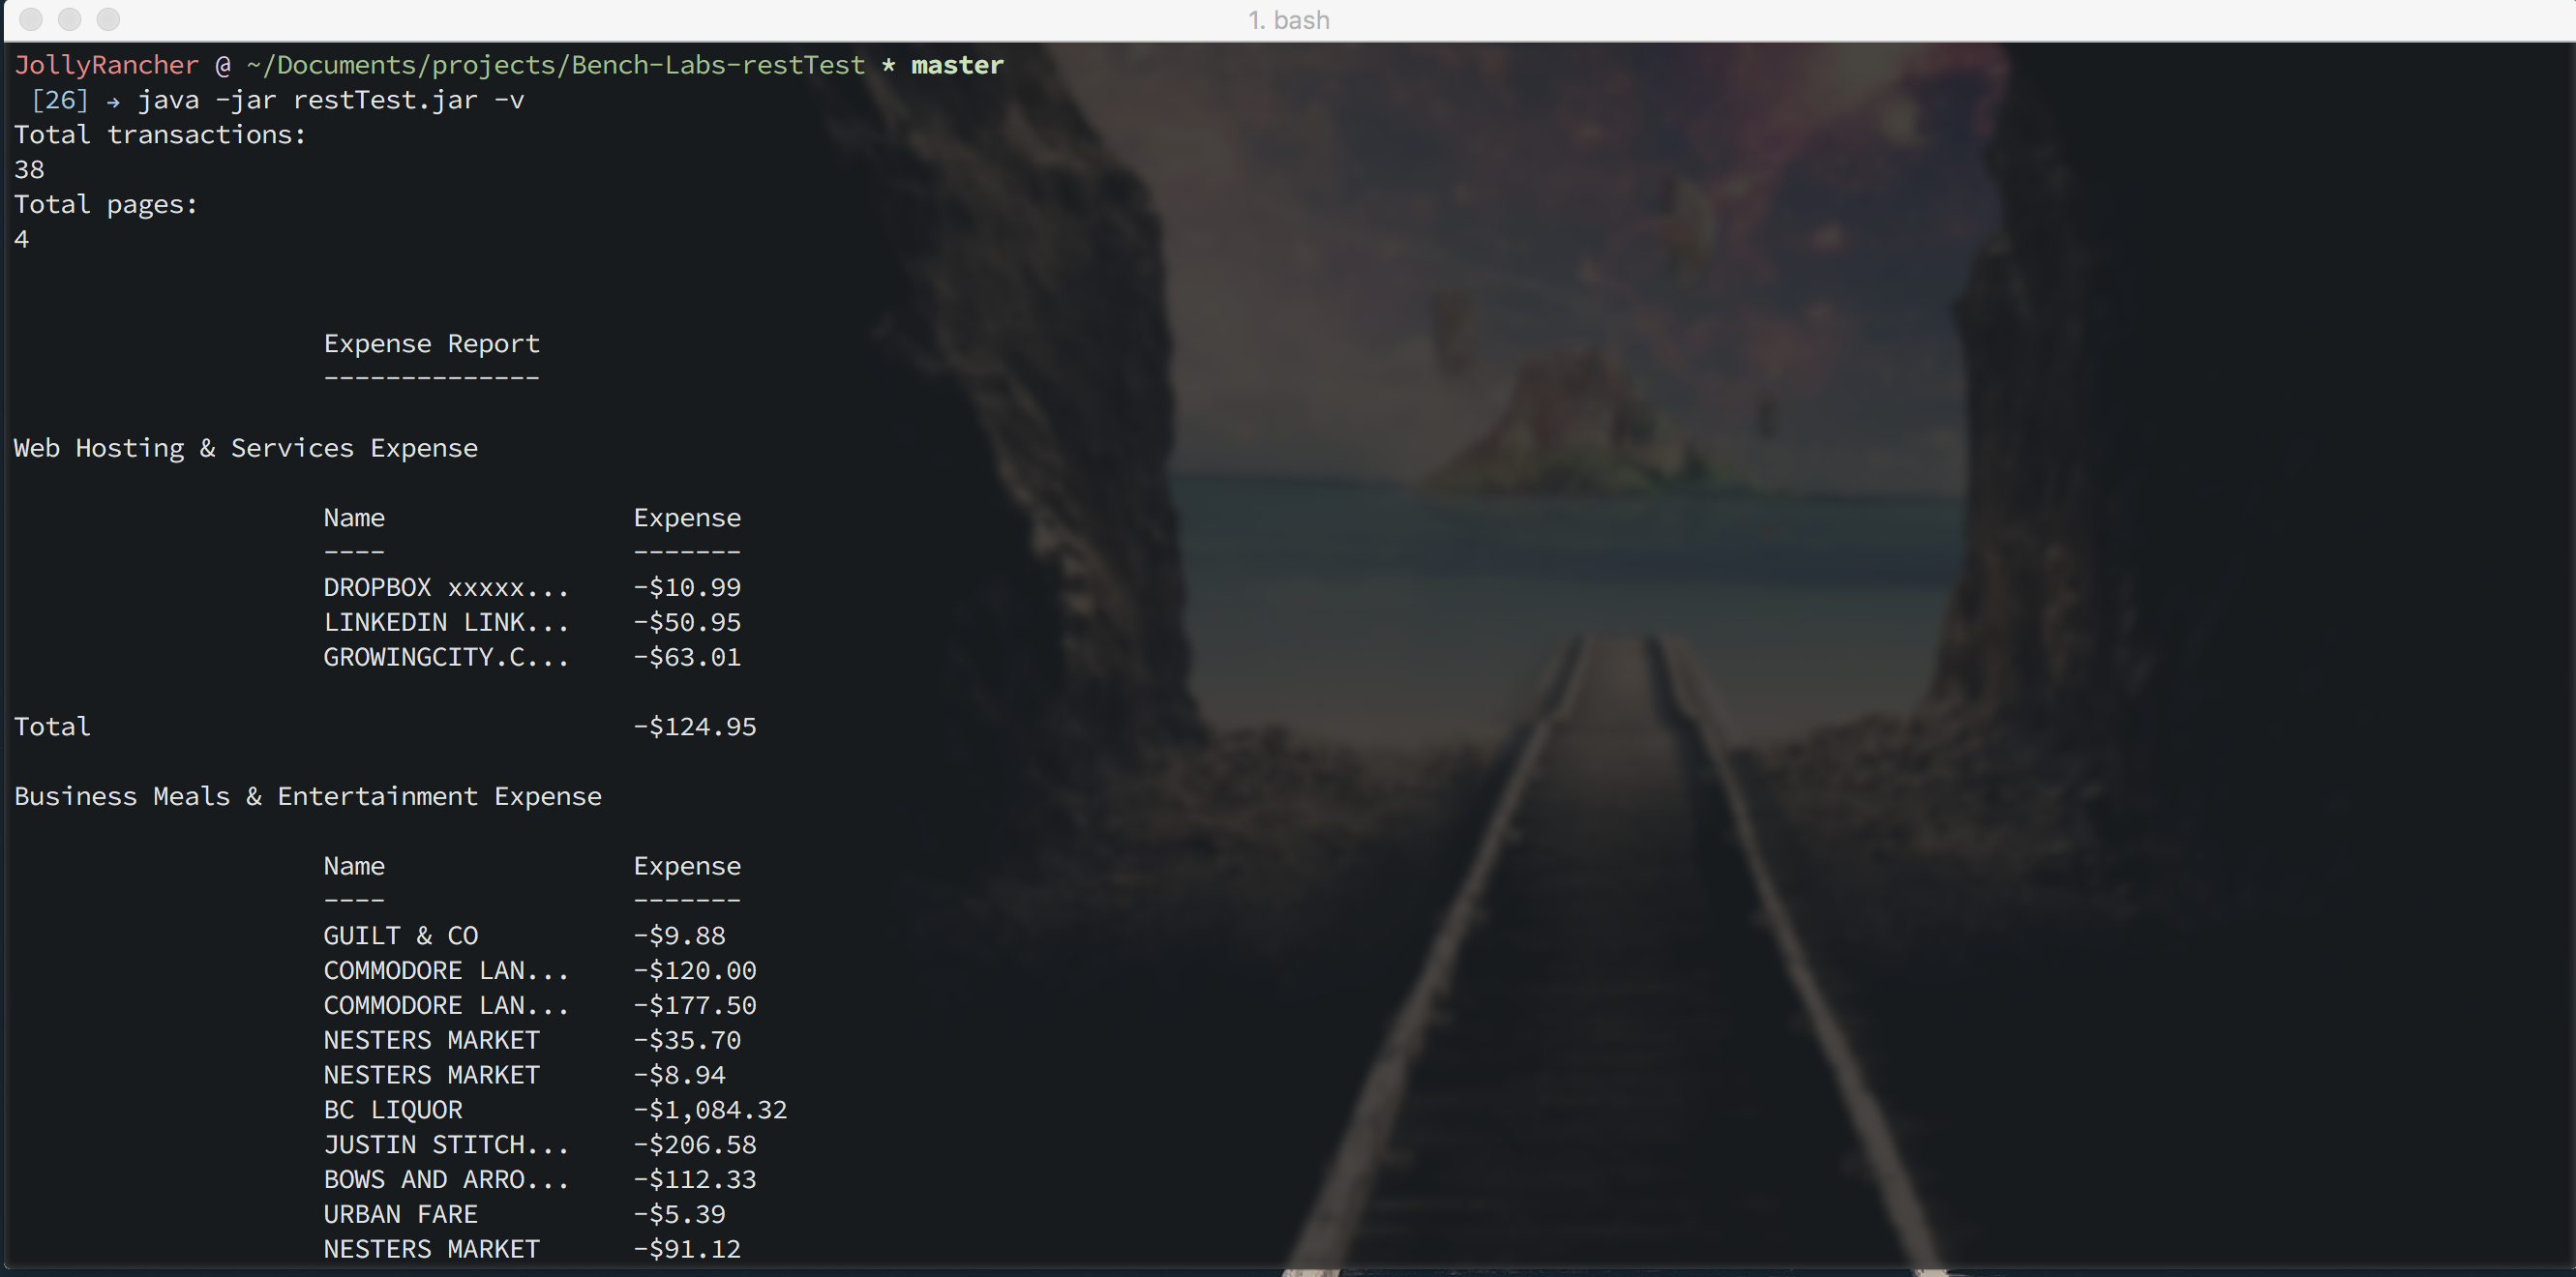 1. bash
JollyRancher @ ~/Documents/projects/Bench-Labs-restTest * master
[26] → java -jar restTest.jar -v
Total transactions:
38
Total pages:
4
Expense Report
--------------
Web Hosting & Services Expense
Name Expense
---- -------
DROPBOX xxxxx... -$10.99
LINKEDIN LINK... -$50.95
GROWINGCITY.C... -$63.01
Total -$124.95
Business Meals & Entertainment Expense
Name Expense
---- -------
GUILT & CO -$9.88
COMMODORE LAN... -$120.00
COMMODORE LAN... -$177.50
NESTERS MARKET -$35.70
NESTERS MARKET -$8.94
BC LIQUOR -$1,084.32
JUSTIN STITCH... -$206.58
BOWS AND ARRO... -$112.33
URBAN FARE -$5.39
NESTERS MARKET -$91.12